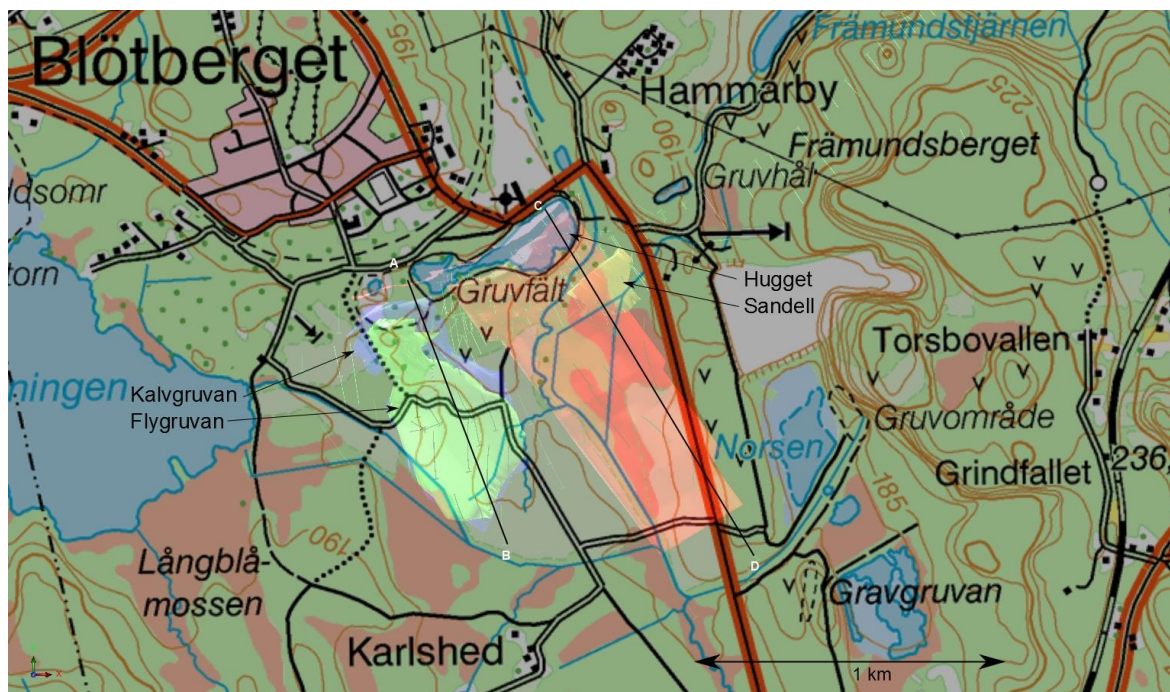 Främundstjärnen
195
Blötberget
Hammarby
225
190
Främundsberget
Gruvhål
ldsomr
C
torn
A
Hugget
Gruvfält
Sandell
Torsbovallen
ningen
Kalvgruvan
Flygruvan
Gruvområde
Norsen
Grindfallet
236
185
190
B
D
Långblå-
mossen
Gravgruvan
Karlshed
1 km